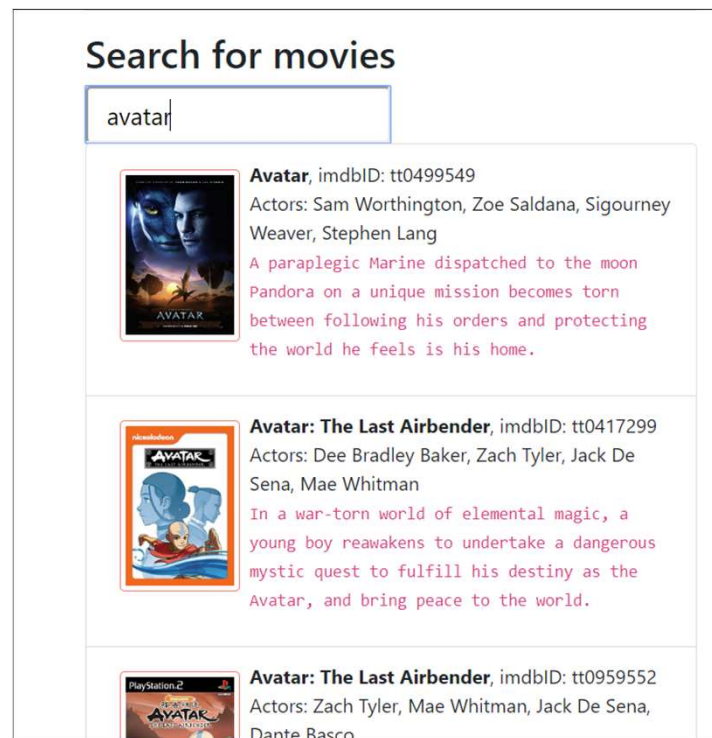 Search for movies
avatar
Avatar, imdbID: tt0499549
Actors: Sam Worthington, Zoe Saldana, Sigourney
Weaver, Stephen Lang
A paraplegic Marine dispatched to the moon
Pandora on a unique mission becomes torn
between following his orders and protecting
the world he feels is his home.
AVATAR
Avatar: The Last Airbender, imdbID: tt0417299
Actors: Dee Bradley Baker, Zach Tyler, Jack De
Sena, Mae Whitman
In a war-torn world of elemental magic, a
young boy reawakens to undertake a dangerous
mystic quest to fulfill his destiny as the
Avatar, and bring peace to the world.
nickelodeon
AVATAR
THE LAST AIRBENDER
Avatar: The Last Airbender, imdbID: tt0959552
Actors: Zach Tyler, Mae Whitman, Jack De Sena,
Dante Basco
PlayStation.2
AVATAR